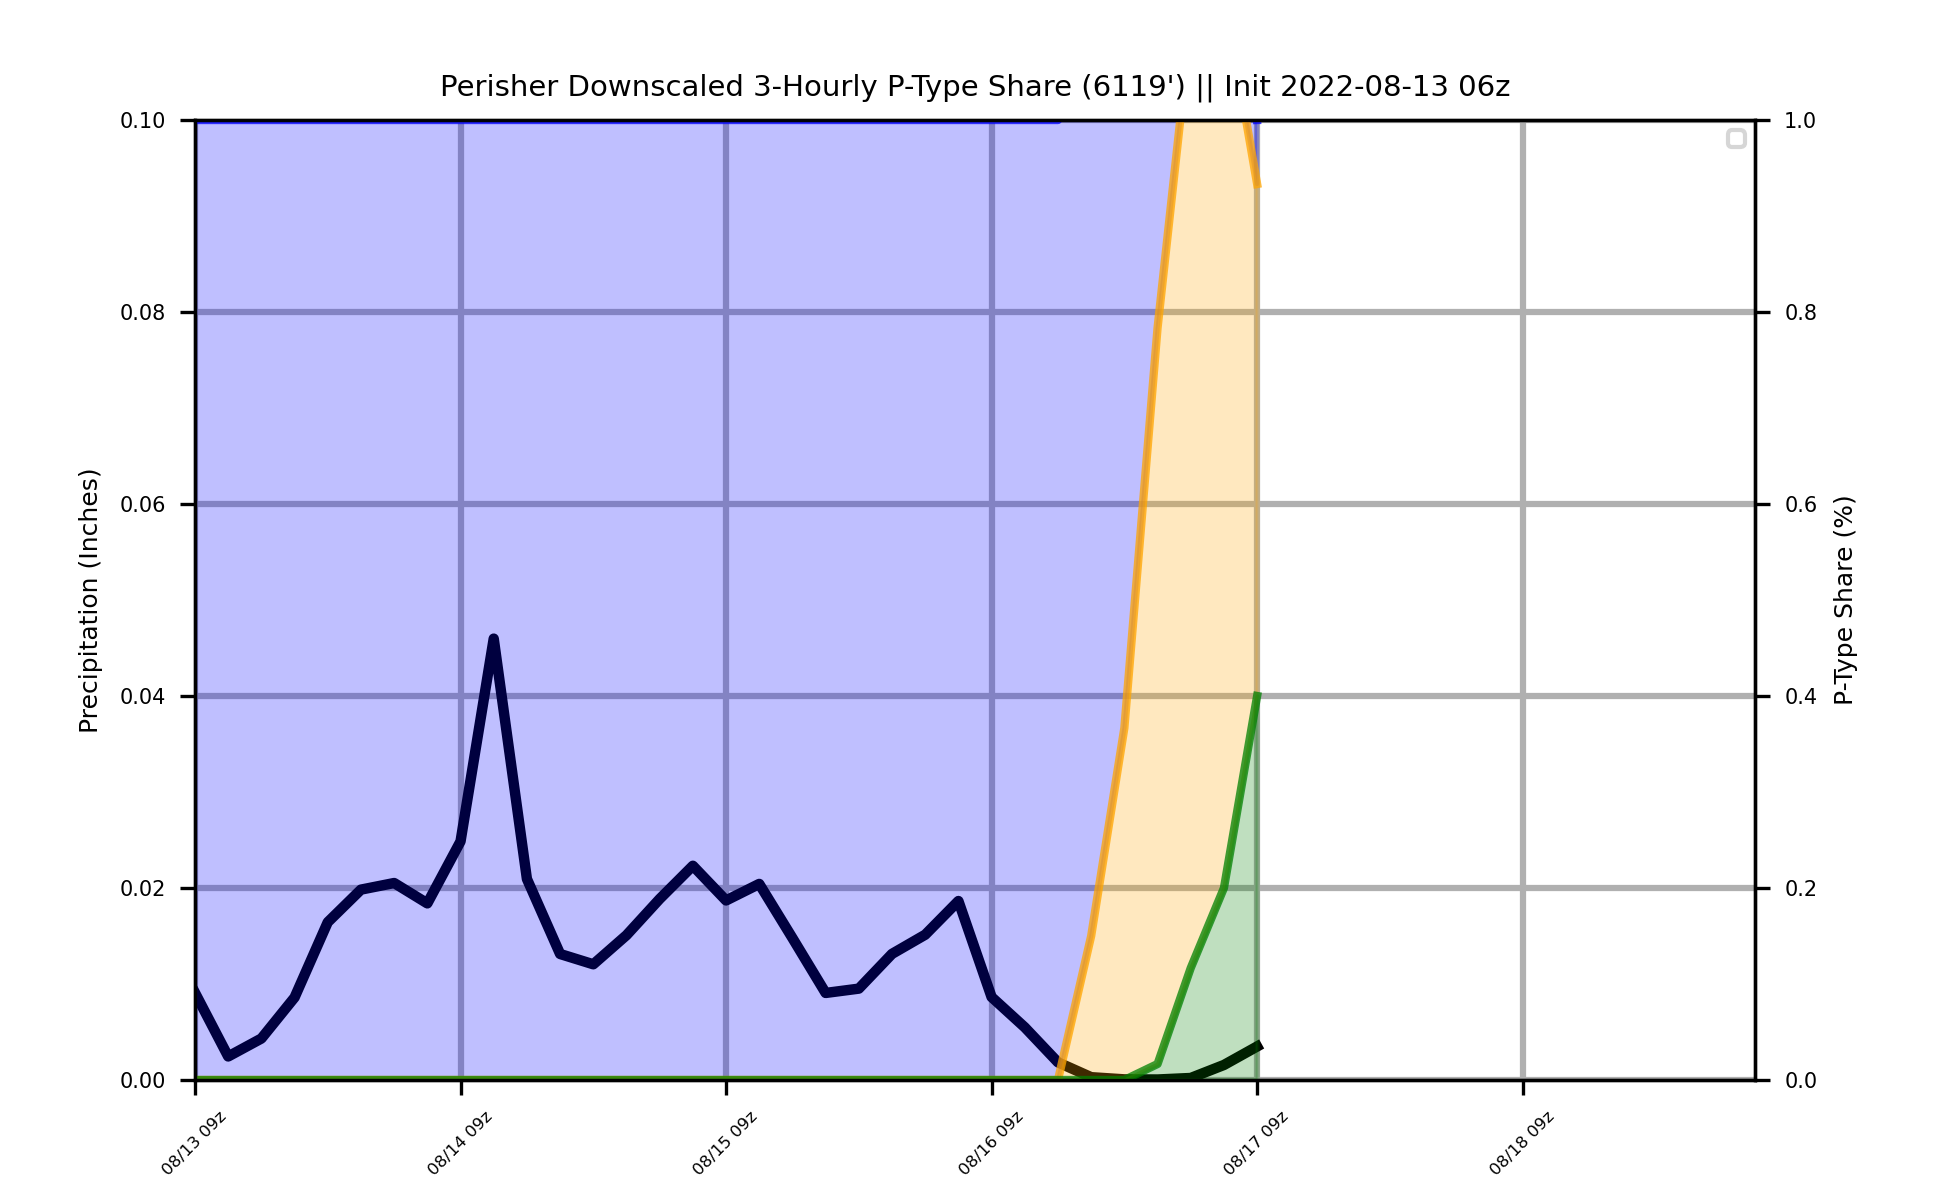 Perisher Downscaled 3-Hourly P-Type Share (6119') || Init 2022-08-13 06z
0.10
0.08
0.06
0.04
0.02
0.00
Precipitation (Inches)
1.0
0.8
0.6
0.4
0.2
0.0
P-Type Share (%)
08/13 09z
08/14 09z
08/15 09z
08/16 09z
08/17 09z
08/18 09z